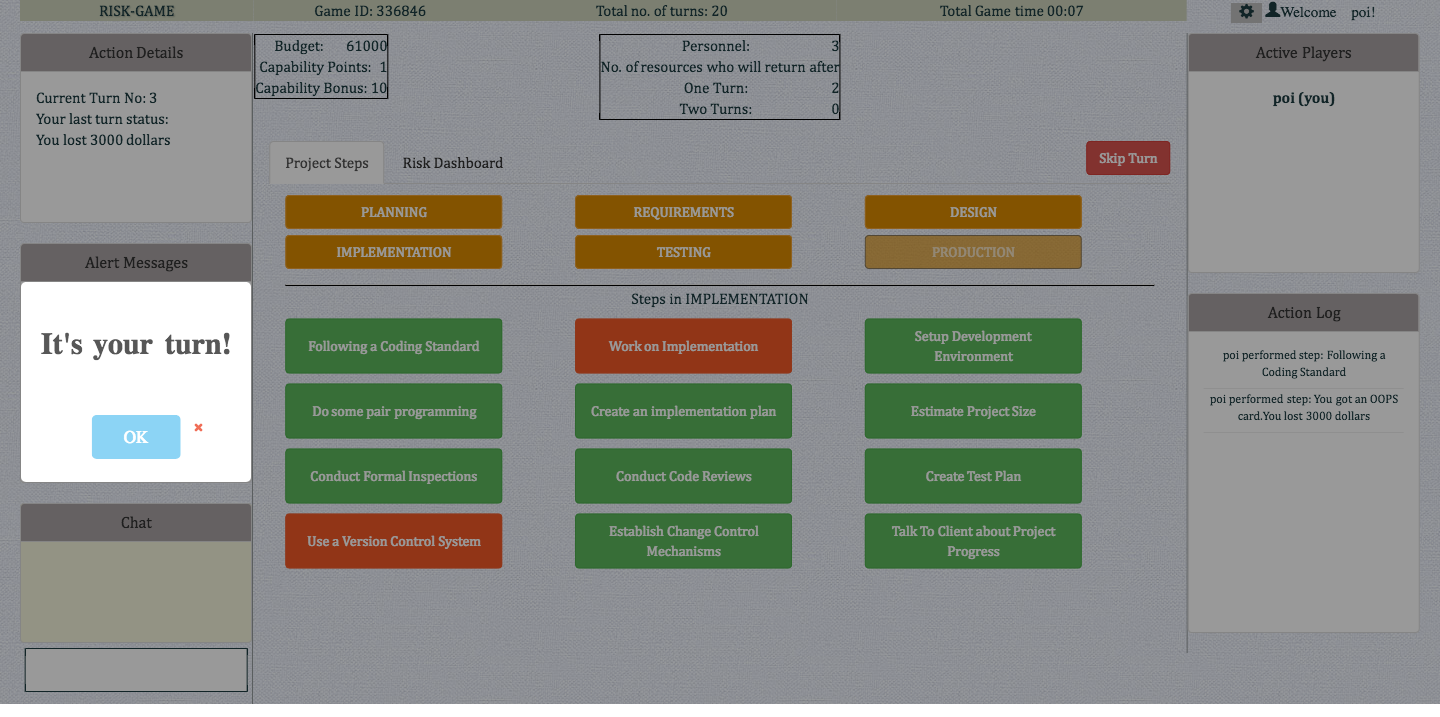 RISK-GAME
Game ID: 336846
Total no. of turns: 20
Total Game time 00:07
Welcome poi!
Action Details
Current Turn No: 3
Your last turn status:
You lost 3000 dollars
Alert Messages
It's your turn!
OK
Chat
Budget: 61000
Capability Points: 1
Capability Bonus: 10
Personnel: 3
No. of resources who will return after
One Turn: 2
Two Turns: 0
Project Steps
Risk Dashboard
Skip Turn
PLANNING
REQUIREMENTS
DESIGN
IMPLEMENTATION
TESTING
PRODUCTION
Steps in IMPLEMENTATION
Following a Coding Standard
Work on Implementation
Setup Development
Environment
Do some pair programming
Create an implementation plan
Estimate Project Size
Conduct Formal Inspections
Conduct Code Reviews
Create Test Plan
Use a Version Control System
Establish Change Control
Mechanisms
Talk To Client about Project
Progress
Active Players
poi (you)
Action Log
poi performed step: Following a
Coding Standard
poi performed step: You got an OOPS
card.You lost 3000 dollars